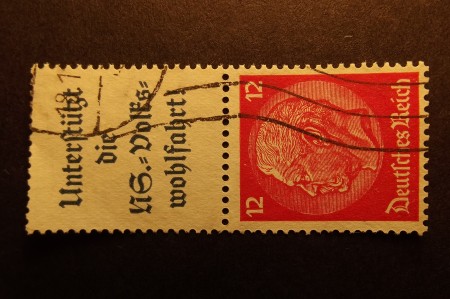 Unterstützt
die
NS.=Volks=
wohlfahrt!
12
12
Deutsches Reich